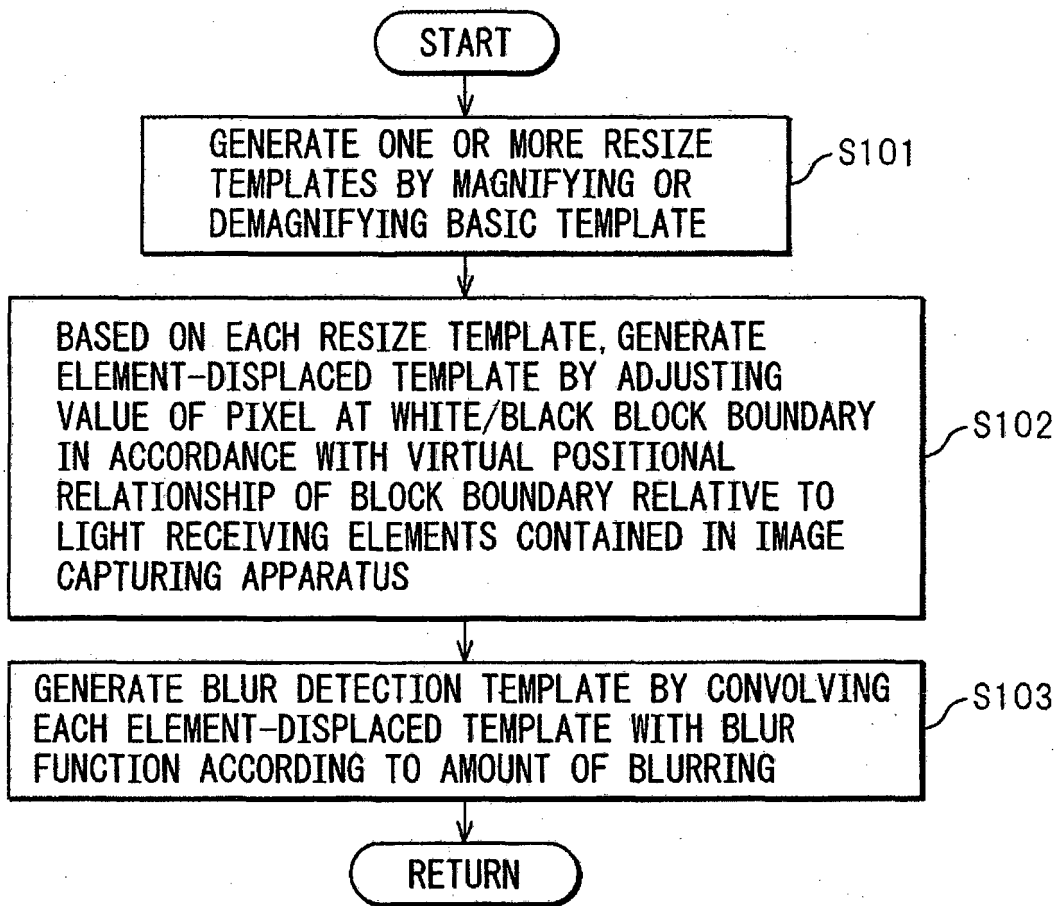 START
GENERATE ONE OR MORE RESIZE
TEMPLATES BY MAGNIFYING OR
DEMAGNIFYING BASIC TEMPLATE
S101
BASED ON EACH RESIZE TEMPLATE, GENERATE
ELEMENT-DISPLACED TEMPLATE BY ADJUSTING
VALUE OF PIXEL AT WHITE/BLACK BLOCK BOUNDARY
IN ACCORDANCE WITH VIRTUAL POSITIONAL
RELATIONSHIP OF BLOCK BOUNDARY RELATIVE TO
LIGHT RECEIVING ELEMENTS CONTAINED IN IMAGE
CAPTURING APPARATUS
S102
GENERATE BLUR DETECTION TEMPLATE BY CONVOLVING
EACH ELEMENT-DISPLACED TEMPLATE WITH BLUR
FUNCTION ACCORDING TO AMOUNT OF BLURRING
S103
RETURN